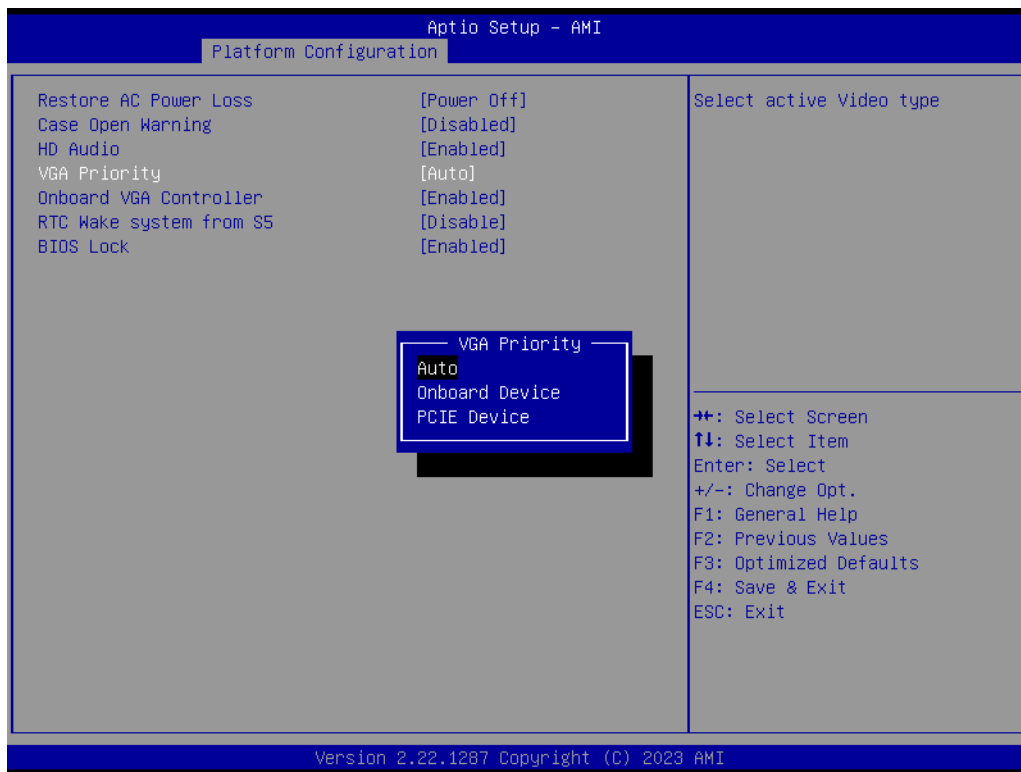 Aptio Setup – AMI
Platform Configuration
Restore AC Power Loss [Power Off]
Case Open Warning [Disabled]
HD Audio [Enabled]
VGA Priority [Auto]
Onboard VGA Controller [Enabled]
RTC Wake system from S5 [Disable]
BIOS Lock [Enabled]
VGA Priority
Auto
Onboard Device
PCIE Device
Select active Video type
→←: Select Screen
↑↓: Select Item
Enter: Select
+/-: Change Opt.
F1: General Help
F2: Previous Values
F3: Optimized Defaults
F4: Save & Exit
ESC: Exit
Version 2.22.1287 Copyright (C) 2023 AMI